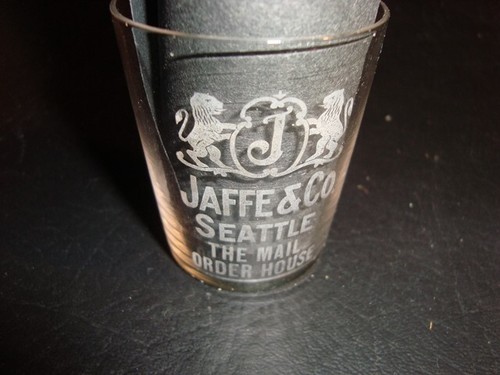 J
JAFFE & Co.
SEATTLE
THE MAIL
ORDER HOUSE